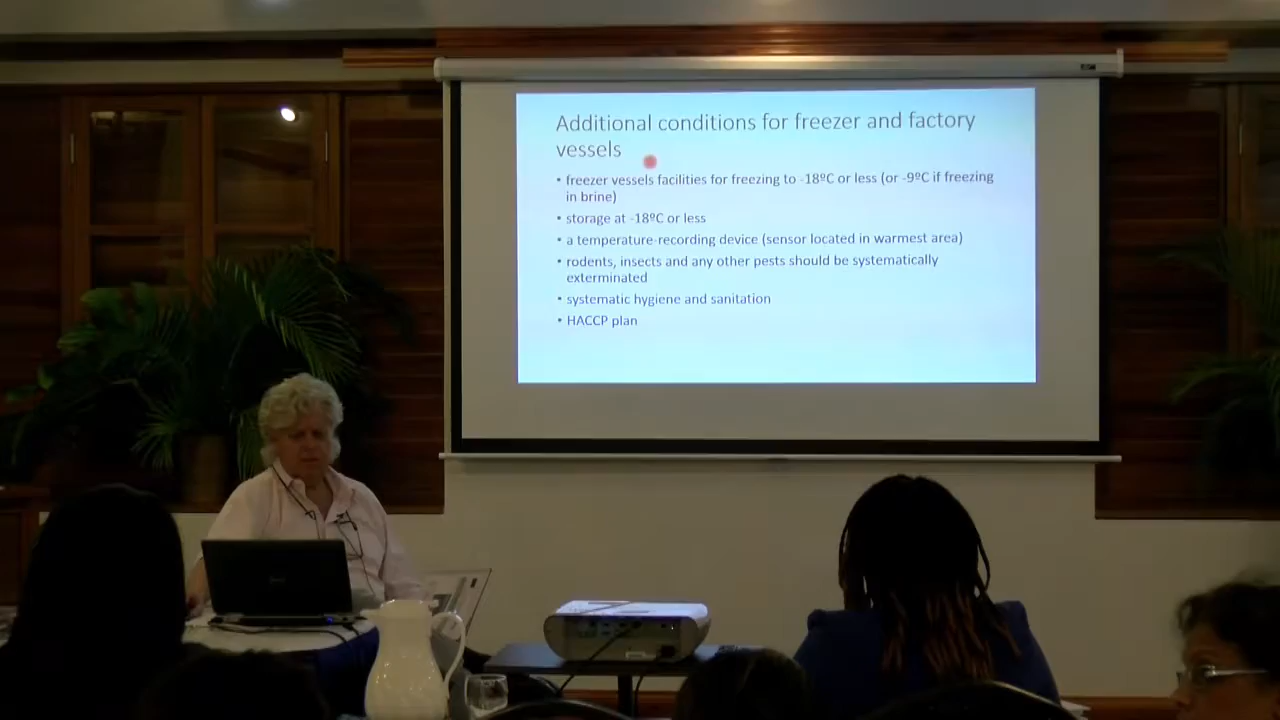 Additional conditions for freezer and factory
vessels
• freezer vessels facilities for freezing to -18ºC or less (or -9ºC if freezing
in brine)
• storage at -18ºC or less
• a temperature-recording device (sensor located in warmest area)
• rodents, insects and any other pests should be systematically
exterminated
• systematic hygiene and sanitation
• HACCP plan